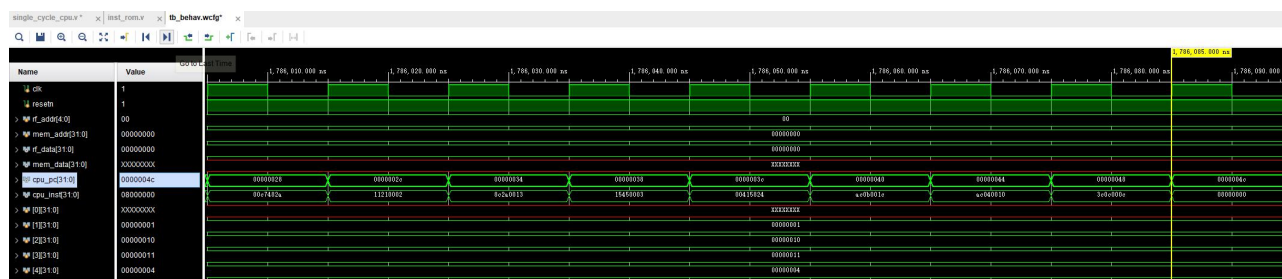 single_cycle_cpu.v * × inst_rom.v × tb_behav.wcfg* ×
Go to Last Time
1,786,085.000 ns
Name Value 1,786,010.000 ns 1,786,020.000 ns 1,786,030.000 ns 1,786,040.000 ns 1,786,050.000 ns 1,786,060.000 ns 1,786,070.000 ns 1,786,080.000 ns 1,786,090.000
clk 1
resetn 1
rf_addr[4:0] 00 00
mem_addr[31:0] 00000000 00000000
rf_data[31:0] 00000000 00000000
mem_data[31:0] XXXXXXXX XXXXXXXX
cpu_pc[31:0] 0000004c 00000028 0000002c 00000034 00000038 0000003c 00000040 00000044 00000048 0000004c
cpu_inst[31:0] 08000000 00c7482a 11210002 8c2a0013 15450003 00415824 ac0b001c ac040010 3c0c000c 08000000
[0][31:0] XXXXXXXX XXXXXXXX
[1][31:0] 00000001 00000001
[2][31:0] 00000010 00000010
[3][31:0] 00000011 00000011
[4][31:0] 00000004 00000004